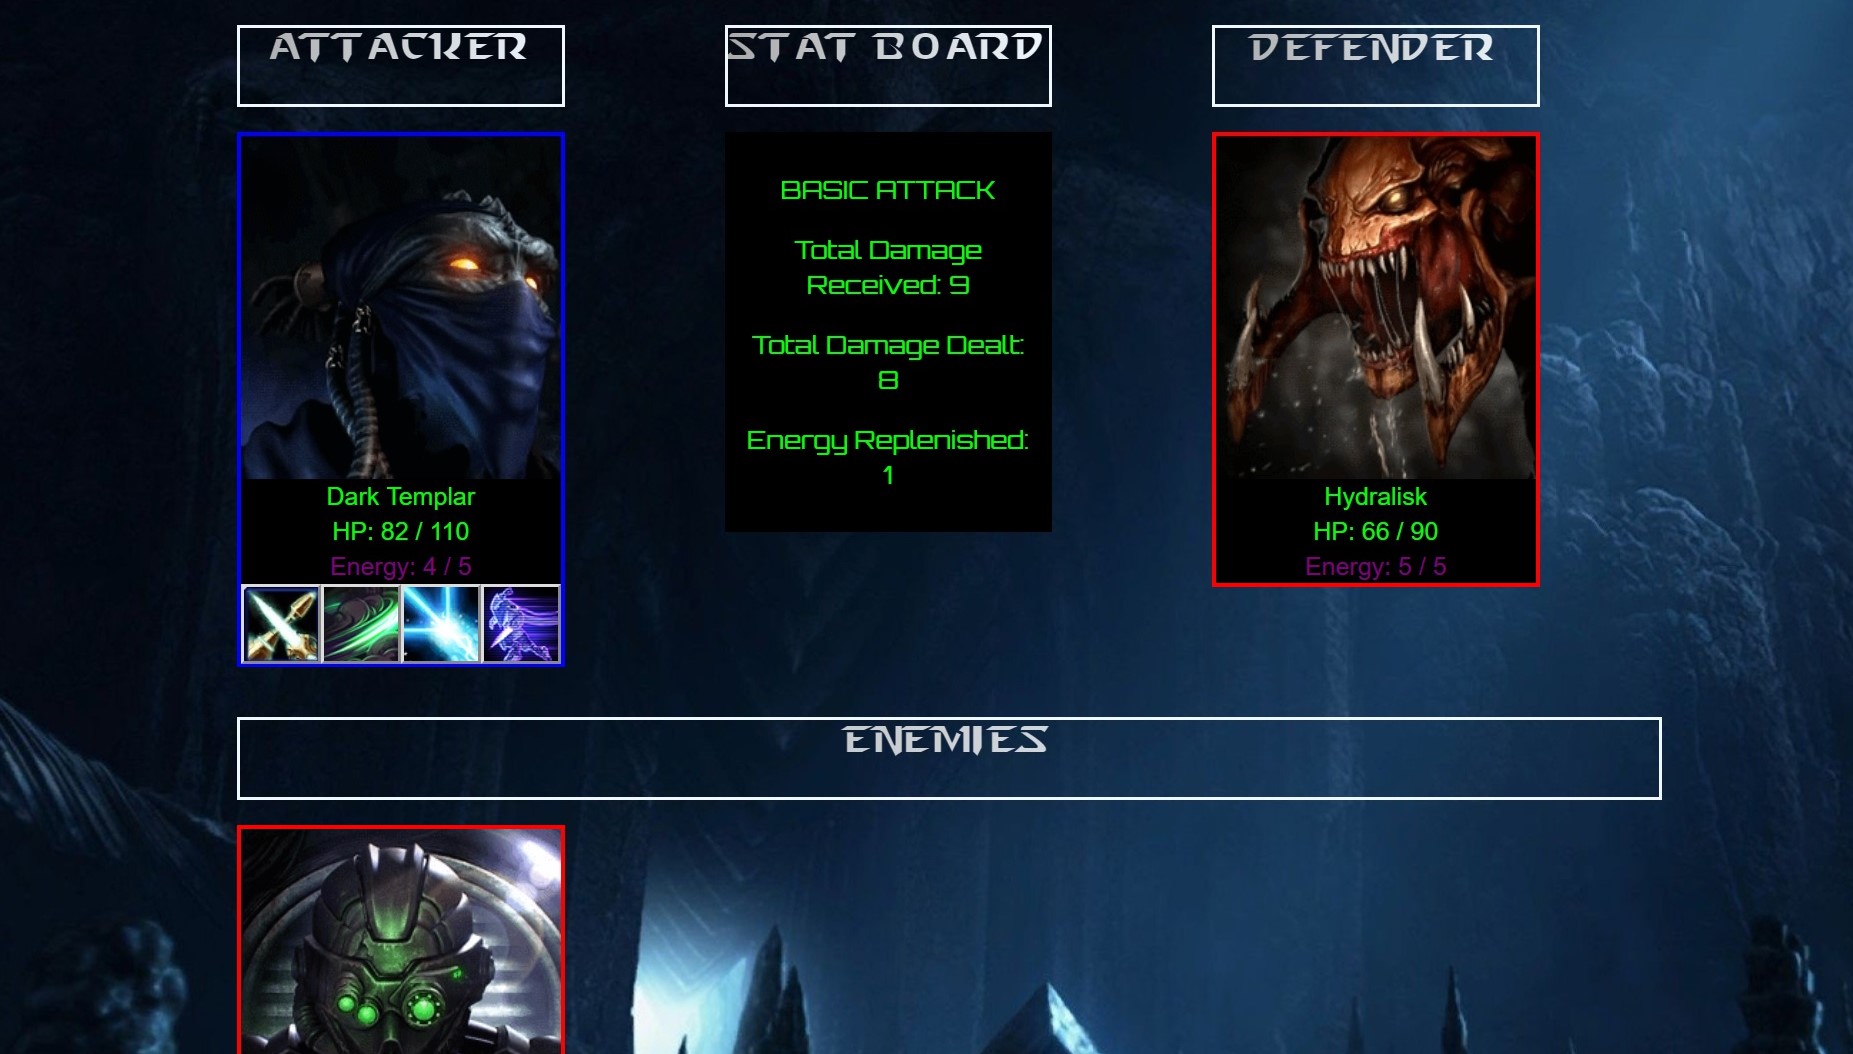 ATTACKER
STAT BOARD
DEFENDER
BASIC ATTACK
Total Damage
Received: 9
Total Damage Dealt:
8
Energy Replenished:
1
Dark Templar
HP: 82 / 110
Energy: 4 / 5
Hydralisk
HP: 66 / 90
Energy: 5 / 5
ENEMIES